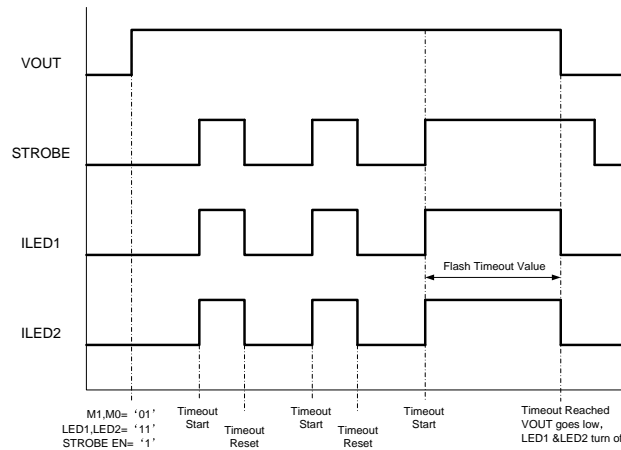 VOUT
STROBE
ILED1
Flash Timeout Value
ILED2
M1,M0= ‘01’
LED1,LED2= ‘11’
STROBE EN= ‘1’
Timeout
Start
Timeout
Reset
Timeout
Start
Timeout
Reset
Timeout
Start
Timeout Reached
VOUT goes low,
LED1 &LED2 turn of